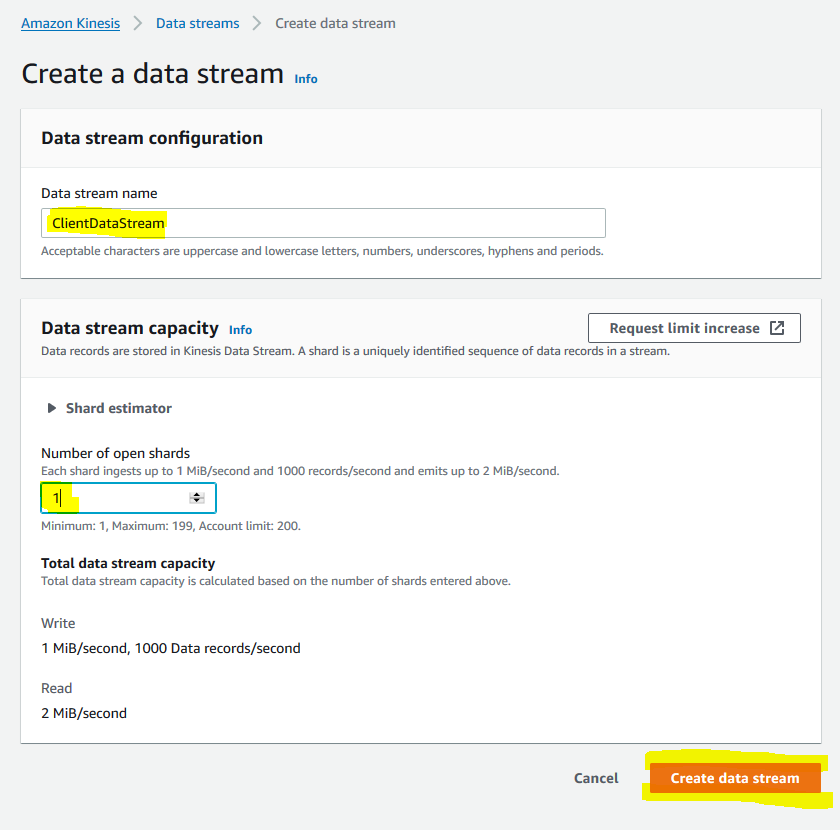 Amazon Kinesis > Data streams > Create data stream
Create a data stream Info
Data stream configuration
Data stream name
ClientDataStream
Acceptable characters are uppercase and lowercase letters, numbers, underscores, hyphens and periods.
Data stream capacity Info
Request limit increase
Data records are stored in Kinesis Data Stream. A shard is a uniquely identified sequence of data records in a stream.
Shard estimator
Number of open shards
Each shard ingests up to 1 MiB/second and 1000 records/second and emits up to 2 MiB/second.
1
Minimum: 1, Maximum: 199, Account limit: 200.
Total data stream capacity
Total data stream capacity is calculated based on the number of shards entered above.
Write
1 MiB/second, 1000 Data records/second
Read
2 MiB/second
Cancel Create data stream